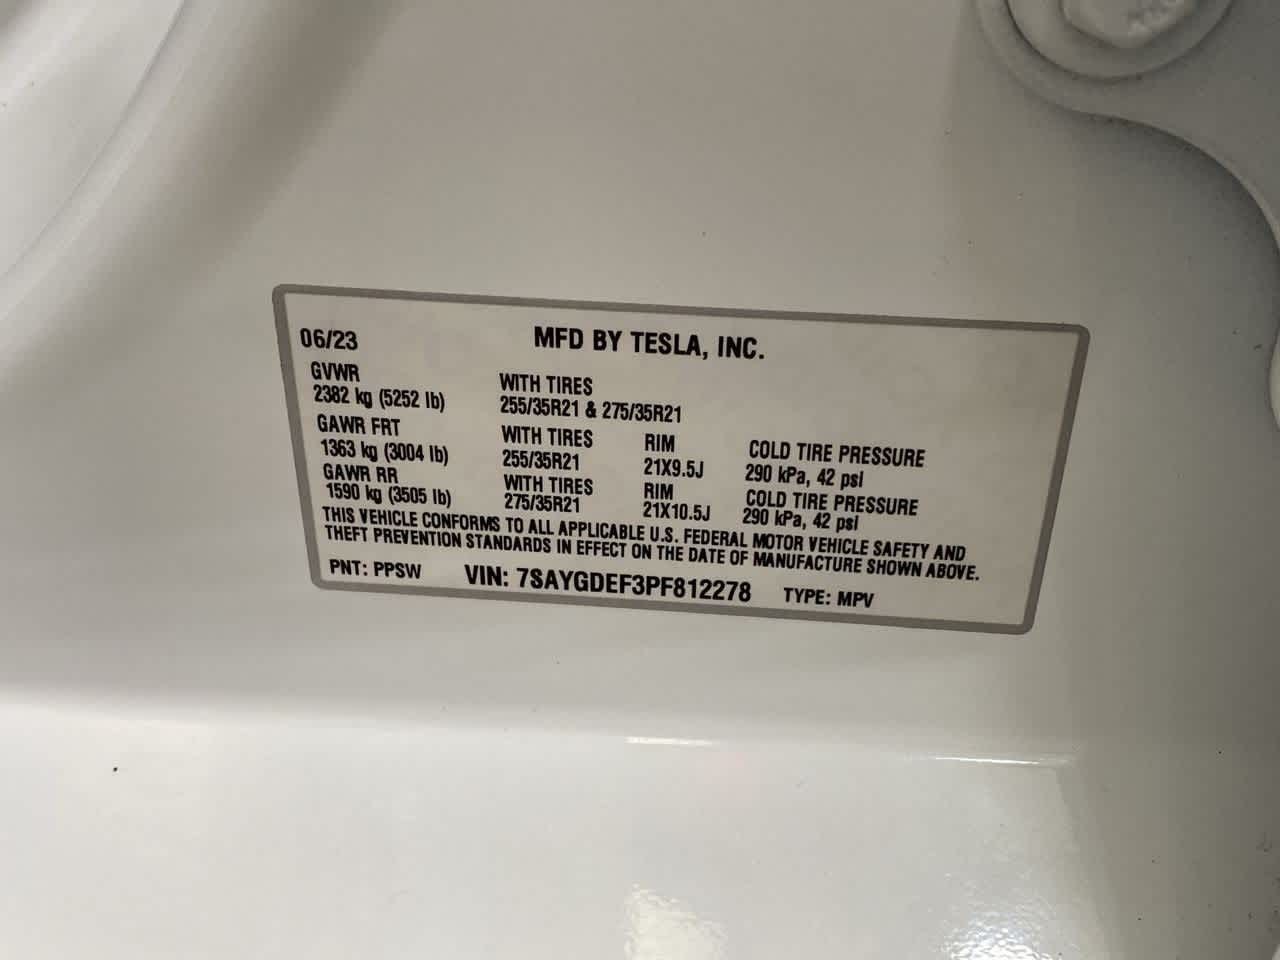 06/23 MFD BY TESLA, INC.
GVWR WITH TIRES
2382 kg (5252 lb) 255/35R21 & 275/35R21
GAWR FRT WITH TIRES RIM COLD TIRE PRESSURE
1363 kg (3004 lb) 255/35R21 21X9.5J 290 kPa, 42 psi
GAWR RR WITH TIRES RIM COLD TIRE PRESSURE
1590 kg (3505 lb) 275/35R21 21X10.5J 290 kPa, 42 psi
THIS VEHICLE CONFORMS TO ALL APPLICABLE U.S. FEDERAL MOTOR VEHICLE SAFETY AND
THEFT PREVENTION STANDARDS IN EFFECT ON THE DATE OF MANUFACTURE SHOWN ABOVE.
PNT: PPSW VIN: 7SAYGDEF3PF812278 TYPE: MPV